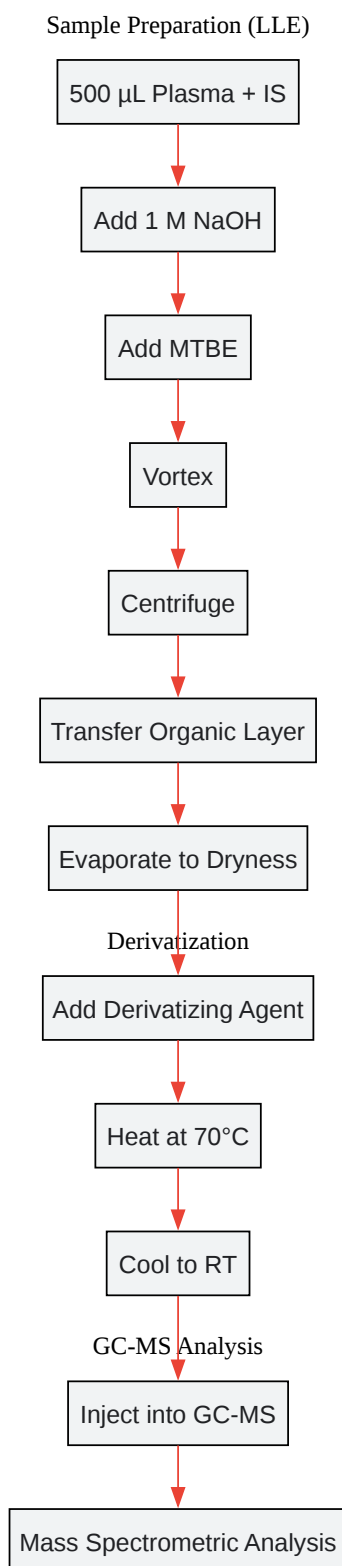 Sample Preparation (LLE)
500 µL Plasma + IS
Add 1 M NaOH
Add MTBE
Vortex
Centrifuge
Transfer Organic Layer
Evaporate to Dryness
Derivatization
Add Derivatizing Agent
Heat at 70°C
Cool to RT
GC-MS Analysis
Inject into GC-MS
Mass Spectrometric Analysis